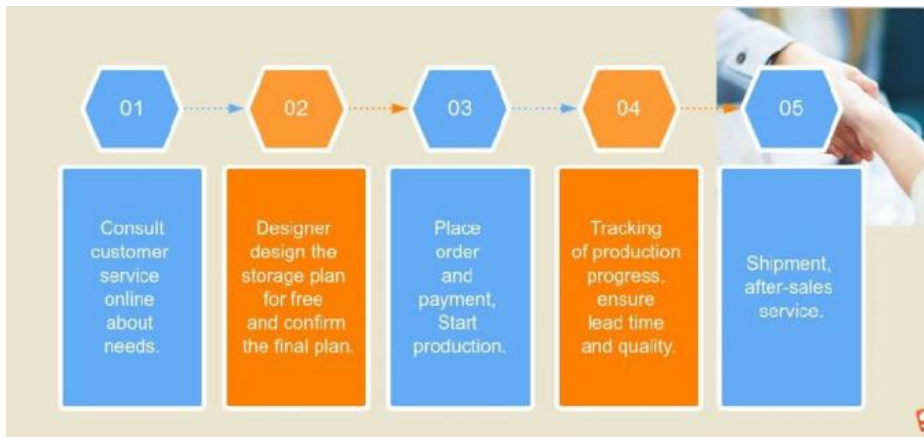 01
02
03
04
05
Consult
customer
service
online
about
needs.
Designer
design the
storage plan
for free
and confirm
the final plan.
Place
order
and
payment,
Start
production.
Tracking
of production
progress,
ensure
lead time
and quality.
Shipment,
after-sales
service.